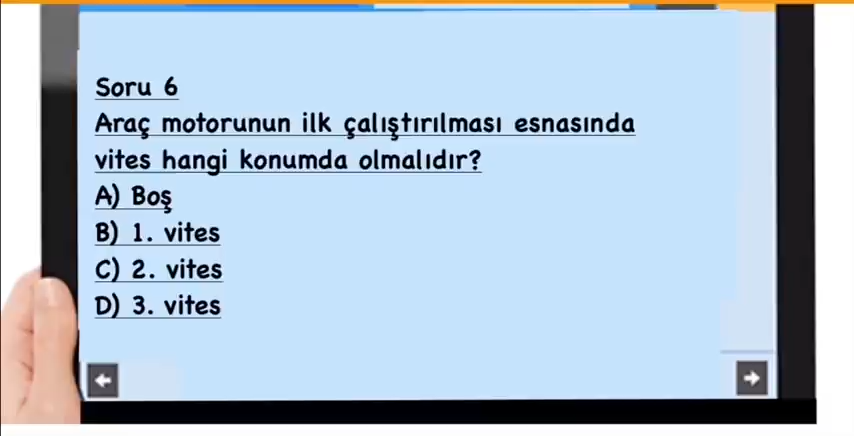 Soru 6
Araç motorunun ilk çalıştırılması esnasında
vites hangi konumda olmalıdır?
A) Boş
B) 1. vites
C) 2. vites
D) 3. vites